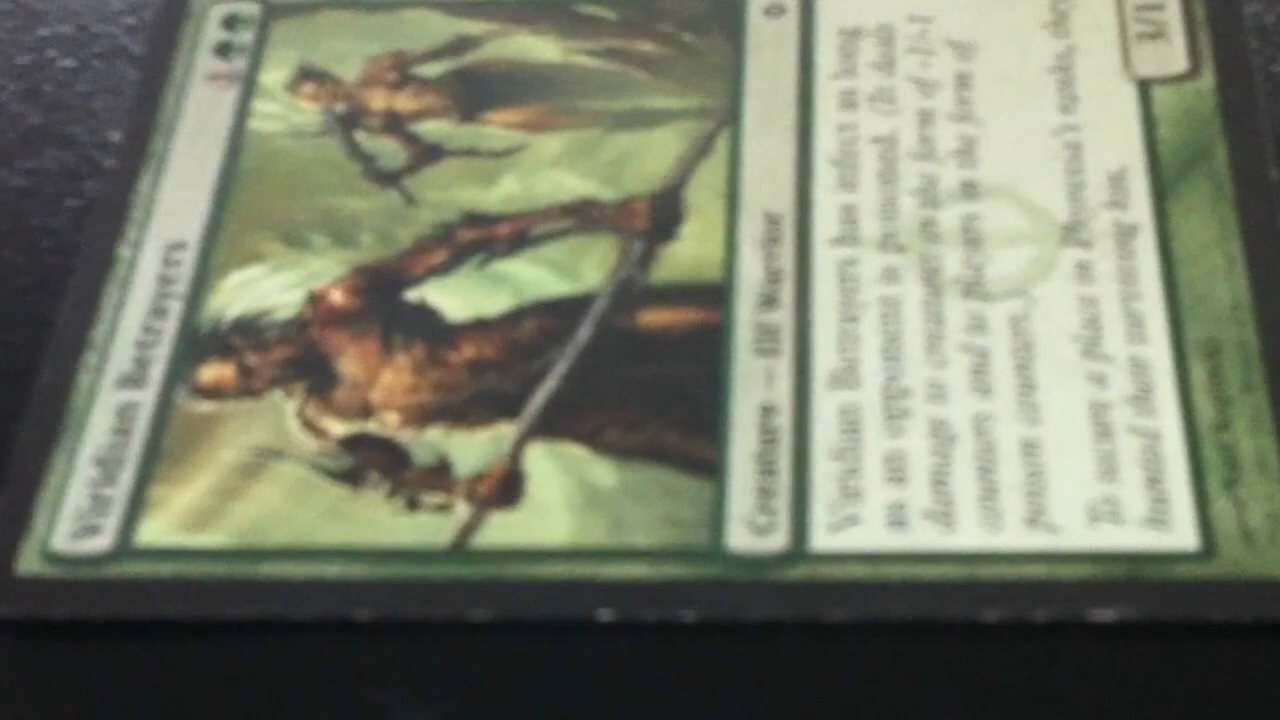 Viridian Betrayers
Creature — Elf Warrior
Viridian Betrayers has infect as long
as an opponent is poisoned. (It deals
damage to creatures in the form of -1/-1
counters and to players in the form of
poison counters.)
To secure a place in Phyrexia's ranks, they
hunted their surviving kin.
3/1